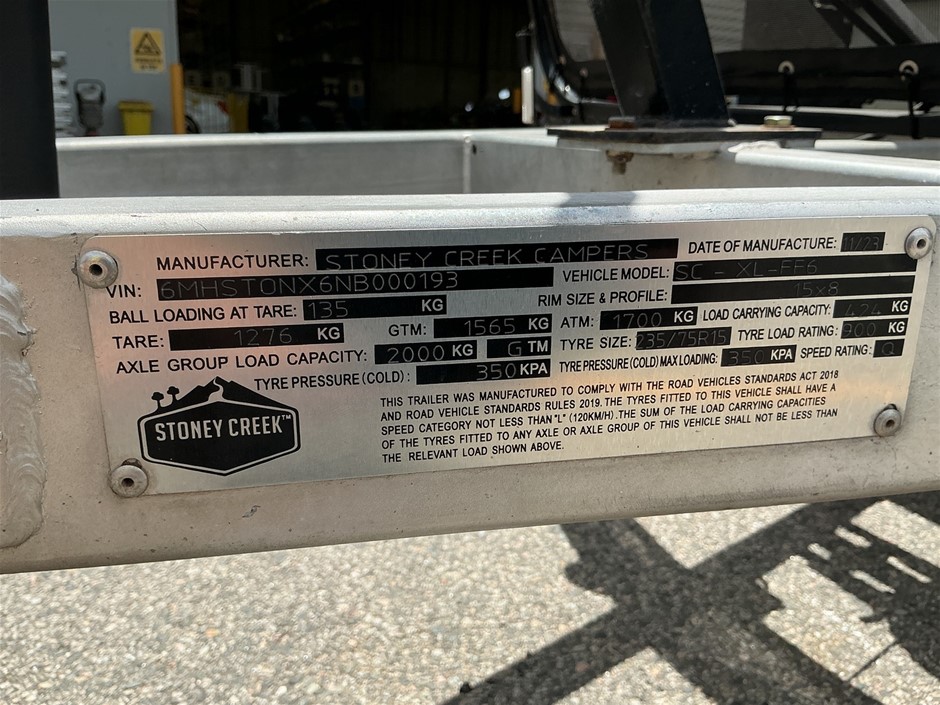 MANUFACTURER: STONEY CREEK CAMPERS DATE OF MANUFACTURE: 11/23
VIN: 6MHSTONX6NB000193 VEHICLE MODEL: SC - XL-FF6
BALL LOADING AT TARE: 135 KG RIM SIZE & PROFILE: 15x8
TARE: 1276 KG GTM: 1565 KG ATM: 1700 KG LOAD CARRYING CAPACITY: 424 KG
AXLE GROUP LOAD CAPACITY: 2000 KG GTM TYRE SIZE: 235/75R15 TYRE LOAD RATING: 900 KG
TYRE PRESSURE (COLD): 350 KPA TYRE PRESSURE (COLD) MAX LOADING: 350 KPA SPEED RATING: Q
STONEY CREEK™
THIS TRAILER WAS MANUFACTURED TO COMPLY WITH THE ROAD VEHICLES STANDARDS ACT 2018
AND ROAD VEHICLE STANDARDS RULES 2019. THE TYRES FITTED TO THIS VEHICLE SHALL HAVE A
SPEED CATEGORY NOT LESS THAN "L" (120KM/H) .THE SUM OF THE LOAD CARRYING CAPACITIES
OF THE TYRES FITTED TO ANY AXLE OR AXLE GROUP OF THIS VEHICLE SHALL NOT BE LESS THAN
THE RELEVANT LOAD SHOWN ABOVE.